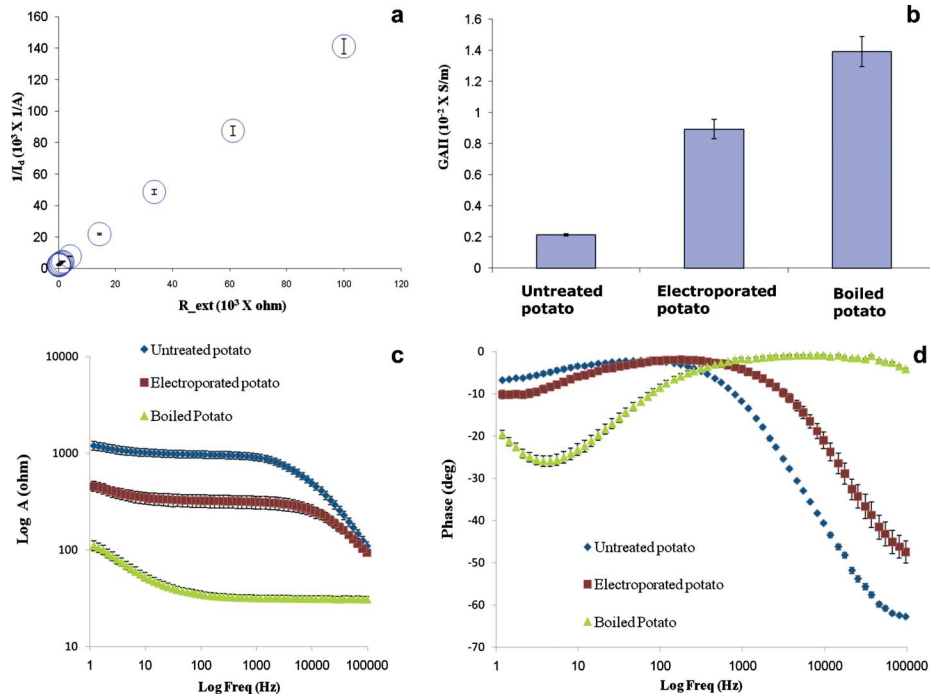 a
160
140
120
100
80
60
40
20
0
1/I_d (10³ X 1/A)
0 20 40 60 80 100 120
R_ext (10³ X ohm)
b
1.6
1.4
1.2
1
0.8
0.6
0.4
0.2
0
GAII (10⁻² X S/m)
Untreated potato
Electroporated potato
Boiled potato
c
Untreated potato
Electroporated potato
Boiled Potato
10000
1000
100
10
Log A (ohm)
1 10 100 1000 10000 100000
Log Freq (Hz)
d
0
-10
-20
-30
-40
-50
-60
-70
Phase (deg)
Untreated potato
Electroporated potato
Boiled Potato
1 10 100 1000 10000 100000
Log Freq (Hz)